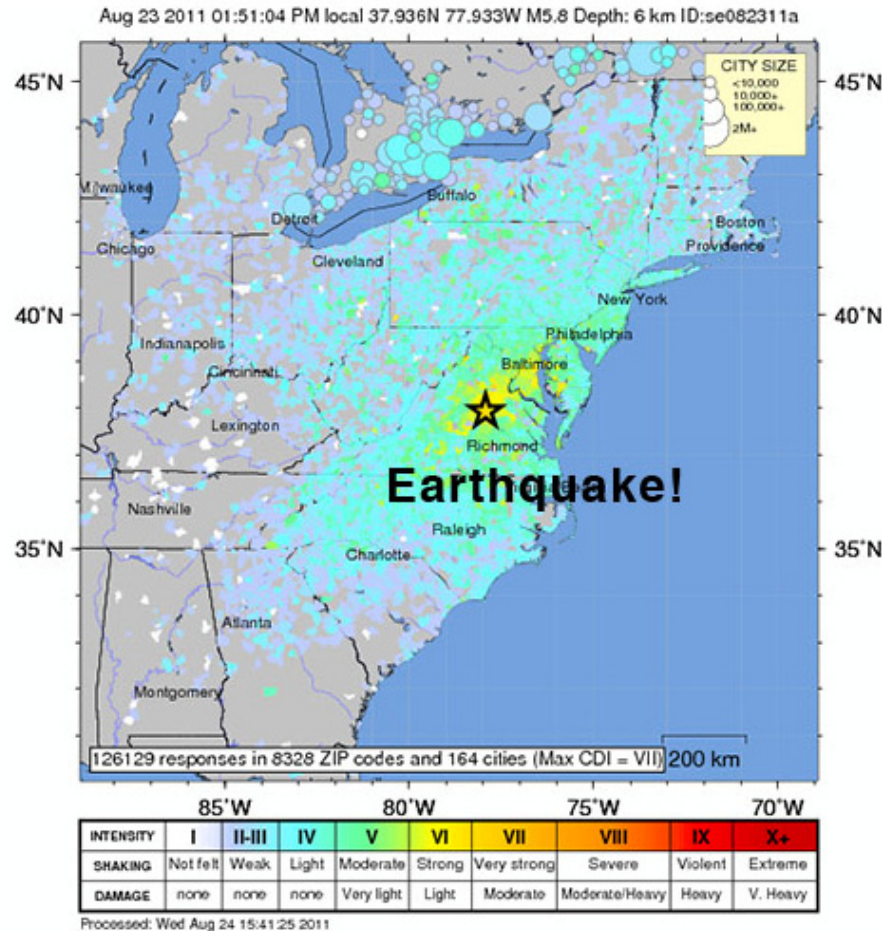 Aug 23 2011 01:51:04 PM local 37.936N 77.933W M5.8 Depth: 6 km ID:se082311a
45˚N
CITY SIZE
<10,000
10,000+
100,000+
2M+
45˚N
Milwaukee
Buffalo
Detroit
Boston
Chicago
Providence
Cleveland
New York
40˚N
40˚N
Philadelphia
Indianapolis
Baltimore
Cincinnati
Lexington
Richmond
Earthquake!
Nashville
Raleigh
35˚N
Charlotte
35˚N
Atlanta
Montgomery
126129 responses in 8328 ZIP codes and 164 cities (Max CDI = VII)
200 km
85˚W 80˚W 75˚W 70˚W
INTENSITY I II-III IV V VI VII VIII IX X+
SHAKING Not felt Weak Light Moderate Strong Very strong Severe Violent Extreme
DAMAGE none none none Very light Light Moderate Moderate/Heavy Heavy V. Heavy
Processed: Wed Aug 24 15:41:25 2011